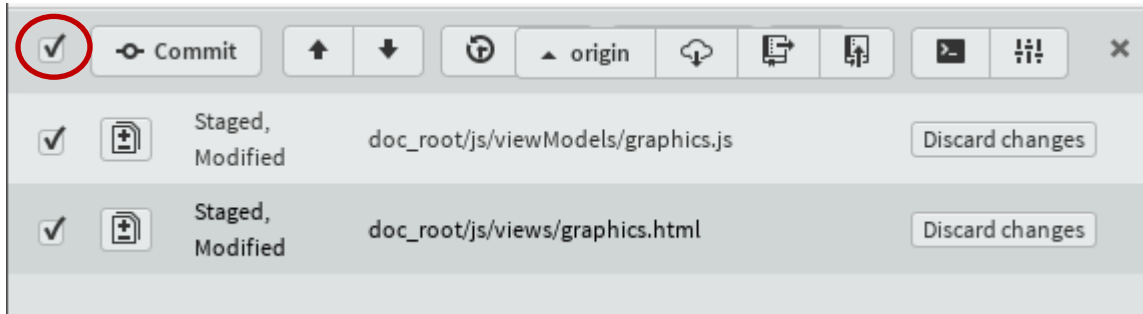 Commit origin
Staged,
Modified
doc_root/js/viewModels/graphics.js
Discard changes
Staged,
Modified
doc_root/js/views/graphics.html
Discard changes